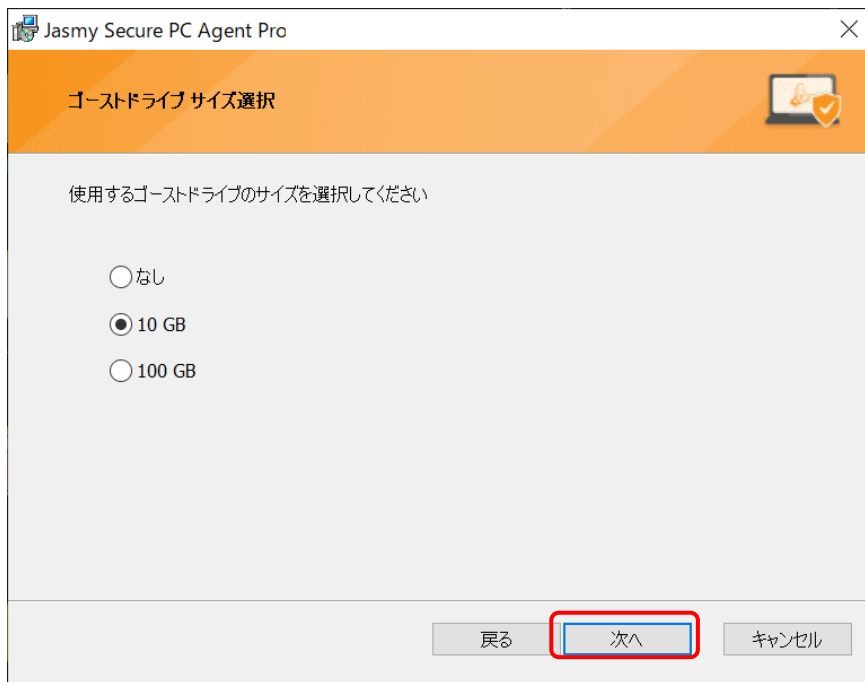 Jasmy Secure PC Agent Pro
ゴーストドライブ サイズ選択
使用するゴーストドライブのサイズを選択してください
なし
10 GB
100 GB
戻る 次へ キャンセル